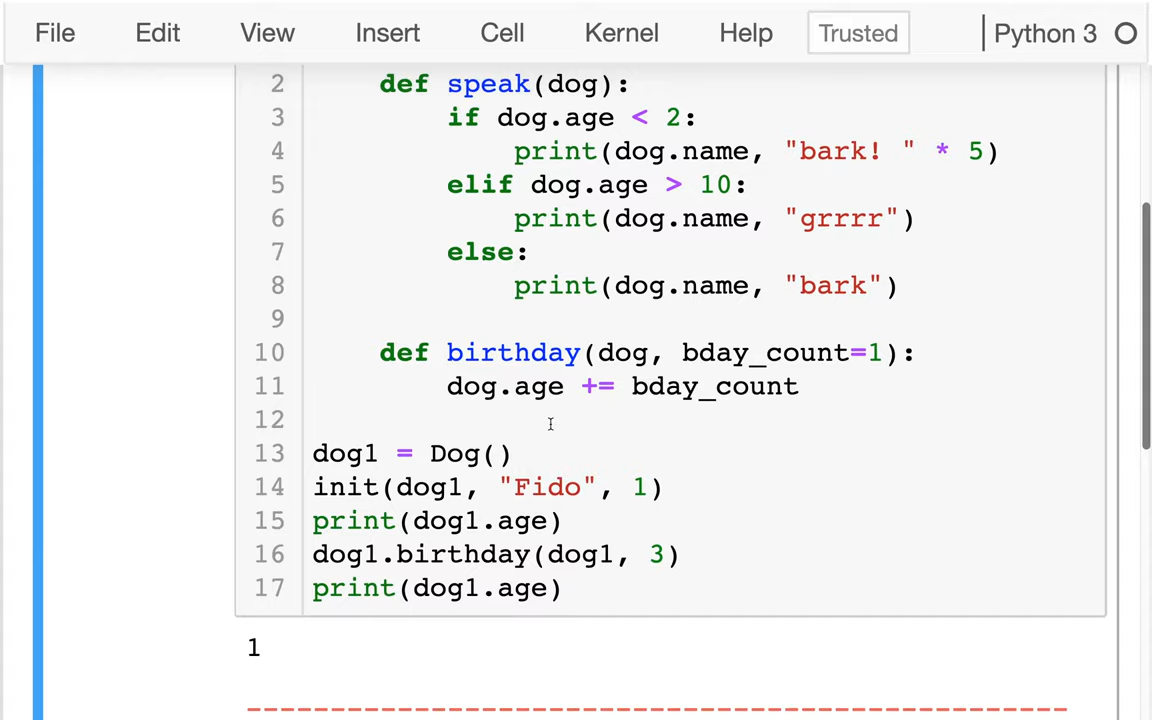 File Edit View Insert Cell Kernel Help Trusted Python 3
2 def speak(dog):
3 if dog.age < 2:
4 print(dog.name, "bark! " * 5)
5 elif dog.age > 10:
6 print(dog.name, "grrrr")
7 else:
8 print(dog.name, "bark")
9
10 def birthday(dog, bday_count=1):
11 dog.age += bday_count
12
13 dog1 = Dog()
14 init(dog1, "Fido", 1)
15 print(dog1.age)
16 dog1.birthday(dog1, 3)
17 print(dog1.age)
1
---------------------------------------------------